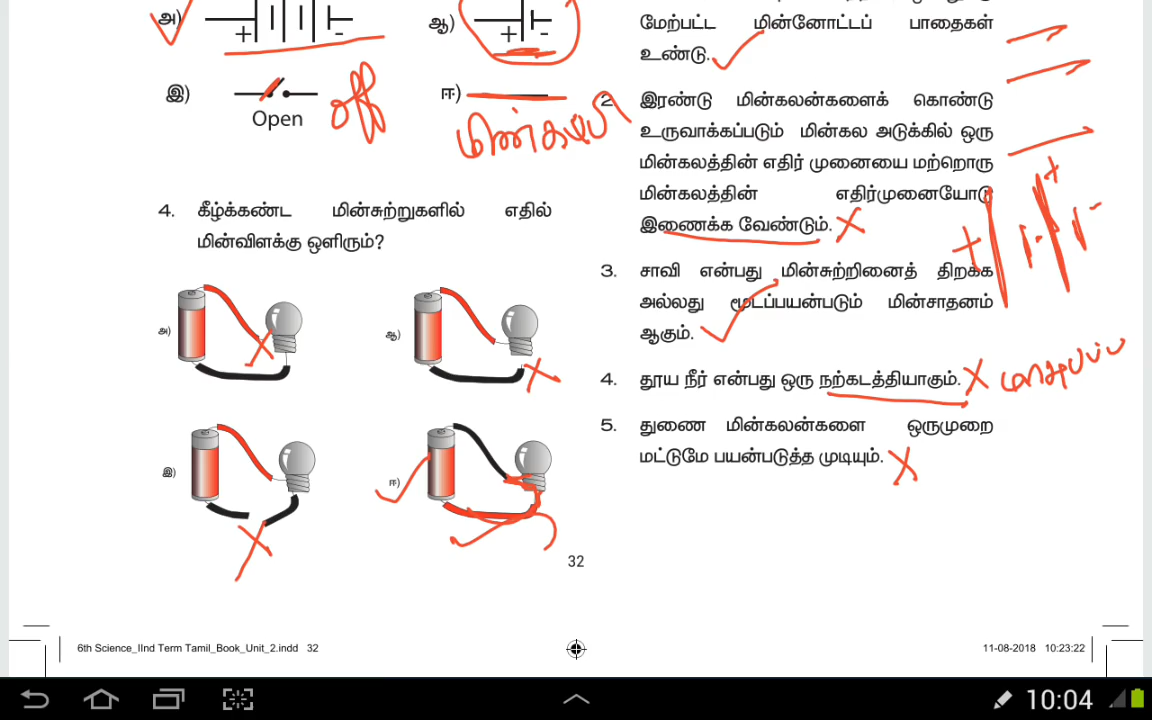 அ)
+
-
ஆ)
+
-
இ)
Open
off
ஈ)
மின்கம்பி
4. கீழ்க்கண்ட மின்சுற்றுகளில் எதில்
மின்விளக்கு ஒளிரும்?
அ)
ஆ)
இ)
ஈ)
மேற்பட்ட மின்னோட்டப் பாதைகள்
உண்டு.
2. இரண்டு மின்கலன்களைக் கொண்டு
உருவாக்கப்படும் மின்கல அடுக்கில் ஒரு
மின்கலத்தின் எதிர் முனையை மற்றொரு
மின்கலத்தின் எதிர்முனையோடு
இணைக்க வேண்டும்.
3. சாவி என்பது மின்சுற்றினைத் திறக்க
அல்லது மூடப்பயன்படும் மின்சாதனம்
ஆகும்.
4. தூய நீர் என்பது ஒரு நற்கடத்தியாகும்.
5. துணை மின்கலன்களை ஒருமுறை
மட்டுமே பயன்படுத்த முடியும்.
+
-
+
-
32
6th Science_IInd Term Tamil_Book_Unit_2.indd 32
11-08-2018 10:23:22
10:04